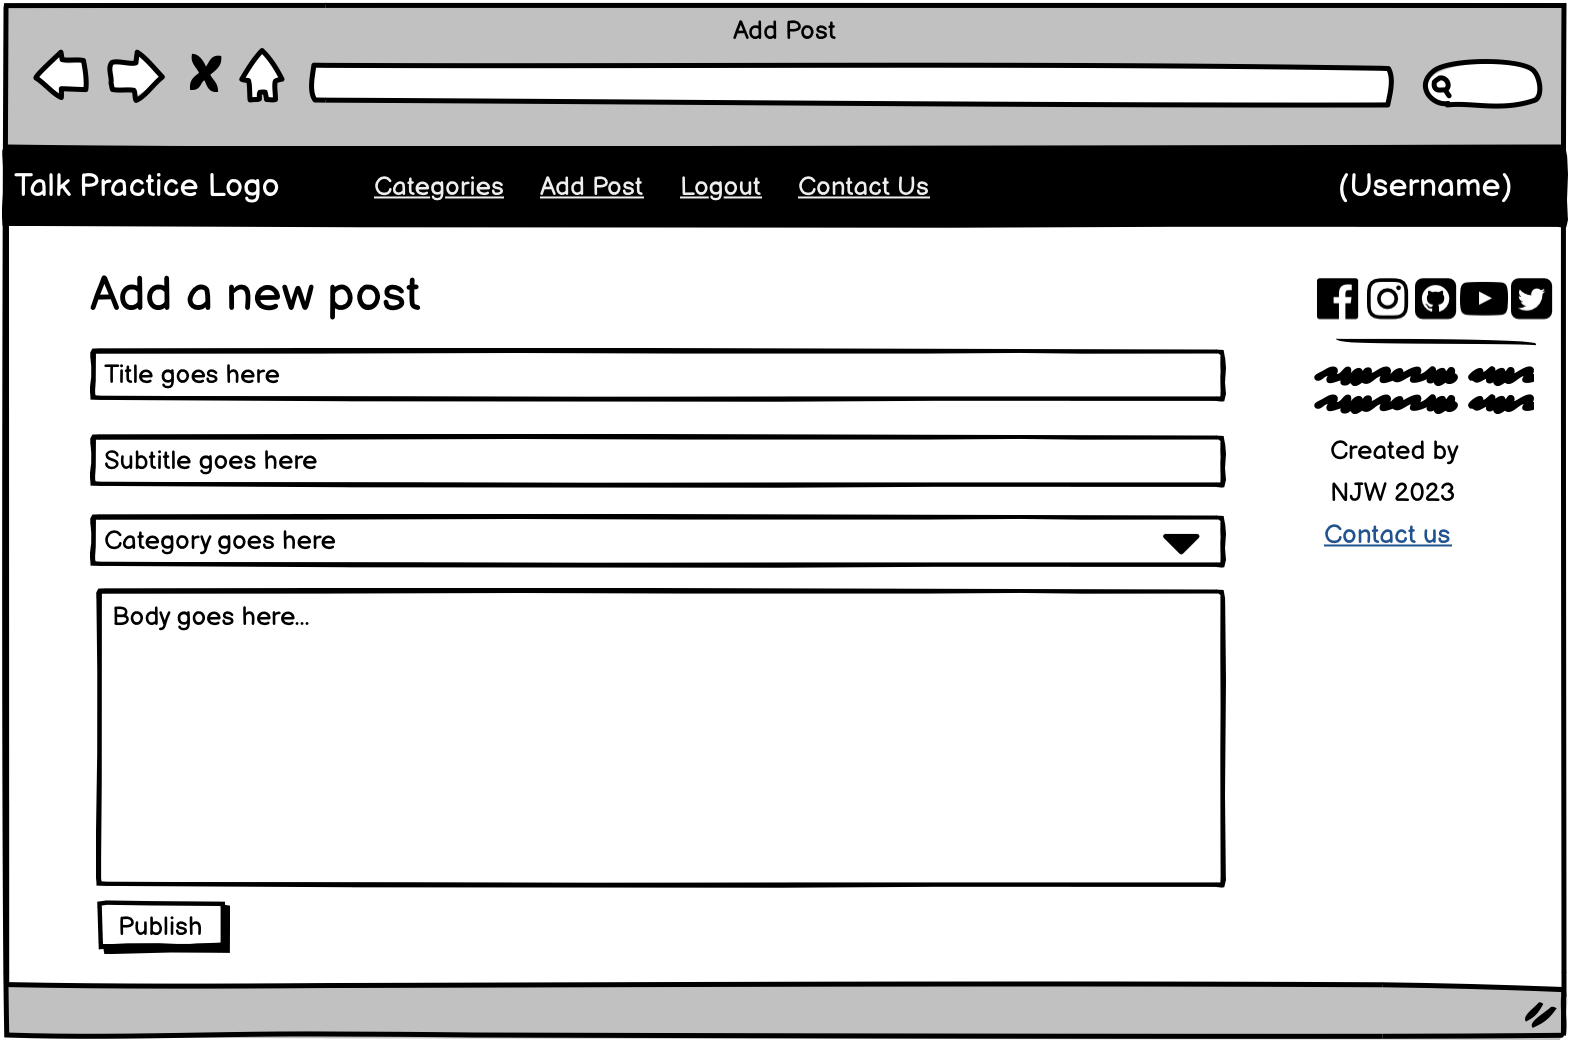 Add Post
Talk Practice Logo Categories Add Post Logout Contact Us (Username)
Add a new post
Title goes here
Subtitle goes here
Category goes here
Body goes here...
Publish
Created by
NJW 2023
Contact us